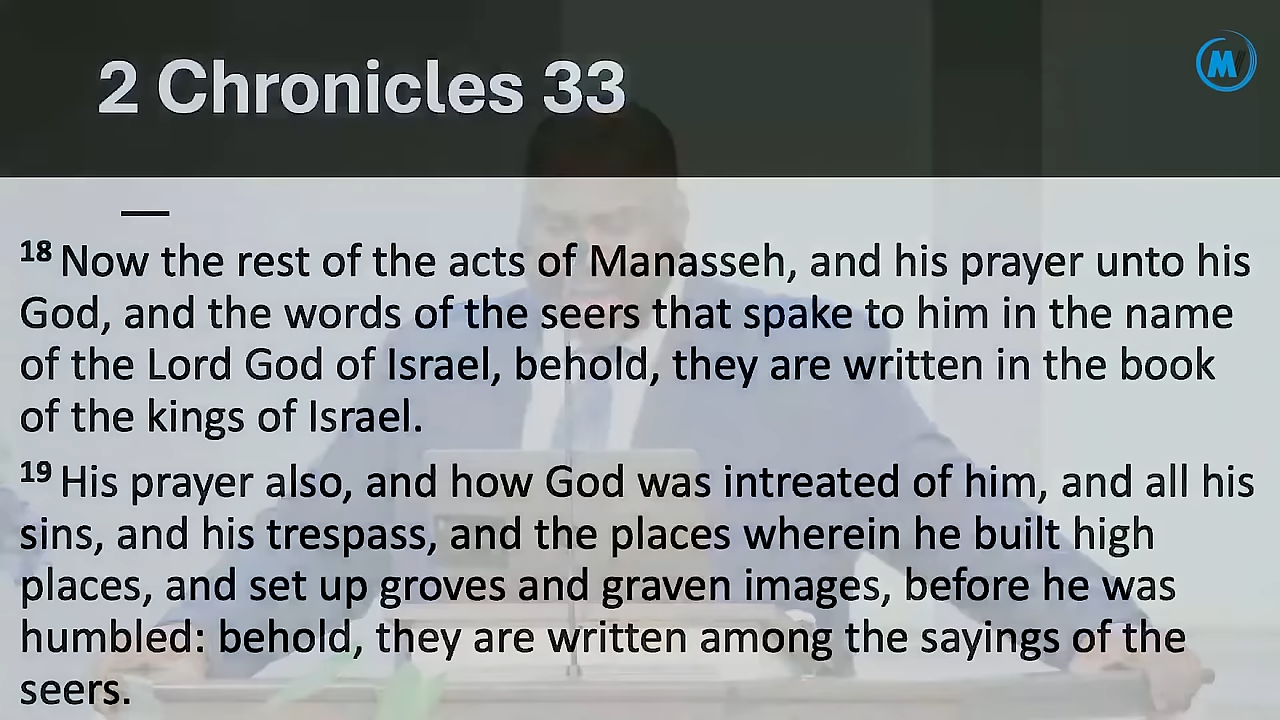 2 Chronicles 33
M
18 Now the rest of the acts of Manasseh, and his prayer unto his
God, and the words of the seers that spake to him in the name
of the Lord God of Israel, behold, they are written in the book
of the kings of Israel.
19 His prayer also, and how God was intreated of him, and all his
sins, and his trespass, and the places wherein he built high
places, and set up groves and graven images, before he was
humbled: behold, they are written among the sayings of the
seers.